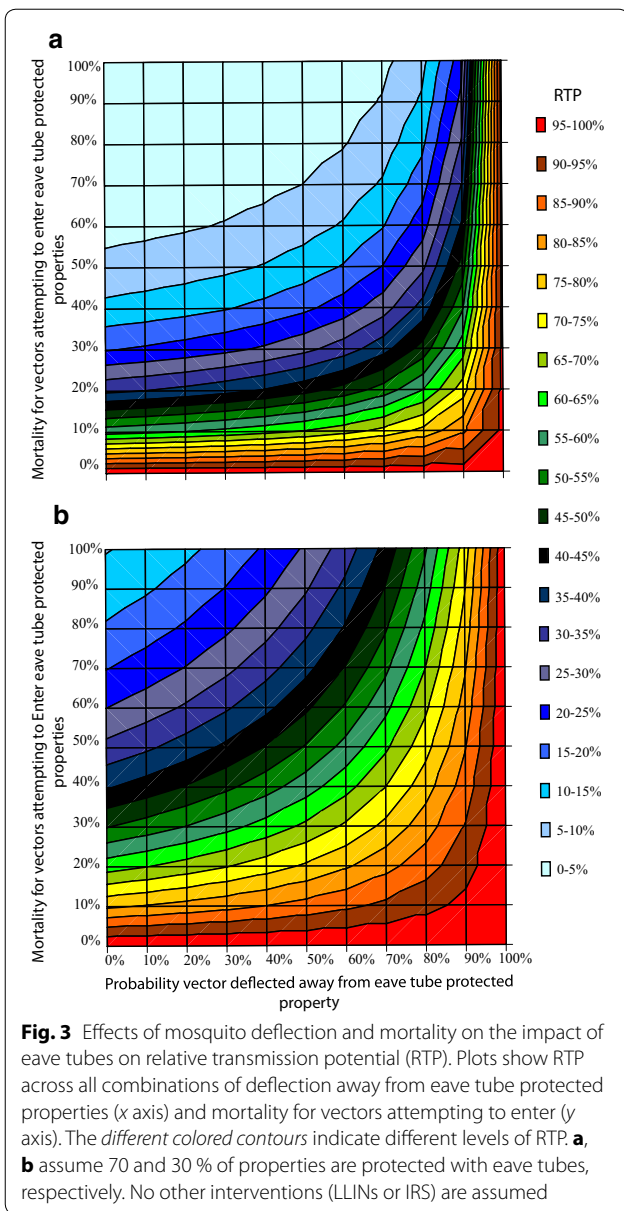 a
100%
90%
80%
70%
60%
50%
40%
30%
20%
10%
0%
Mortality for vectors attempting to enter eave tube protected
properties
b
100%
90%
80%
70%
60%
50%
40%
30%
20%
10%
0%
Mortality for vectors attempting to Enter eave tube protected
properties
0% 10% 20% 30% 40% 50% 60% 70% 80% 90% 100%
Probability vector deflected away from eave tube protected
property
RTP
95-100%
90-95%
85-90%
80-85%
75-80%
70-75%
65-70%
60-65%
55-60%
50-55%
45-50%
40-45%
35-40%
30-35%
25-30%
20-25%
15-20%
10-15%
5-10%
0-5%
Fig. 3 Effects of mosquito deflection and mortality on the impact of
eave tubes on relative transmission potential (RTP). Plots show RTP
across all combinations of deflection away from eave tube protected
properties (x axis) and mortality for vectors attempting to enter (y
axis). The different colored contours indicate different levels of RTP. a,
b assume 70 and 30 % of properties are protected with eave tubes,
respectively. No other interventions (LLINs or IRS) are assumed